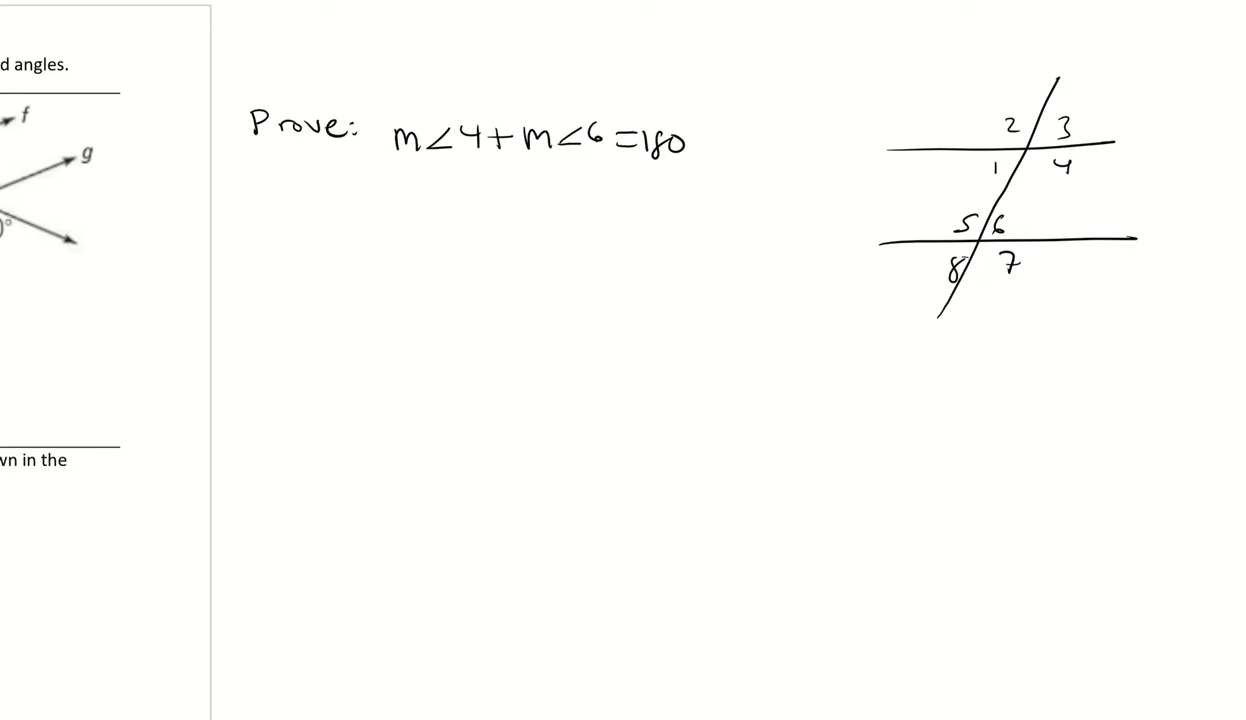 d angles.
f
g
)°
wn in the
Prove: m∠4+m∠6=180
2 3
1 4
5 6
8 7